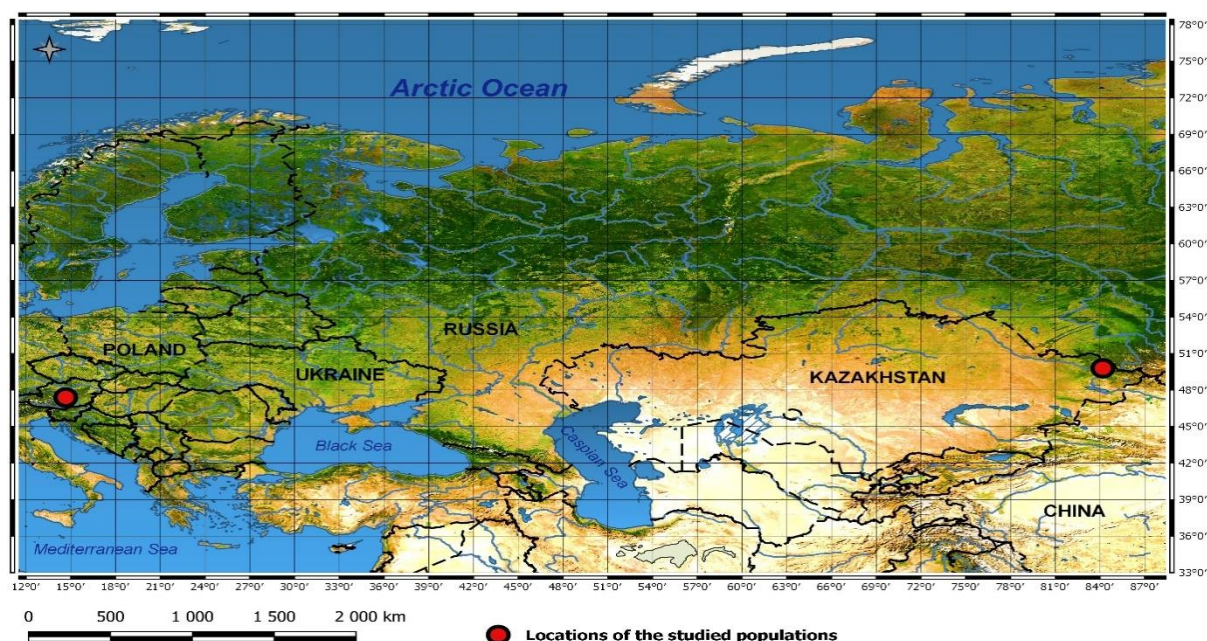 Arctic Ocean
RUSSIA
POLAND
UKRAINE
KAZAKHSTAN
Black Sea
Caspian Sea
CHINA
Mediterranean Sea
78°0'
75°0'
72°0'
69°0'
66°0'
63°0'
60°0'
57°0'
54°0'
51°0'
48°0'
45°0'
42°0'
39°0'
36°0'
33°0'
12°0' 15°0' 18°0' 21°0' 24°0' 27°0' 30°0' 33°0' 36°0' 39°0' 42°0' 45°0' 48°0' 51°0' 54°0' 57°0' 60°0' 63°0' 66°0' 69°0' 72°0' 75°0' 78°0' 81°0' 84°0' 87°0'
0 500 1 000 1 500 2 000 km
Locations of the studied populations